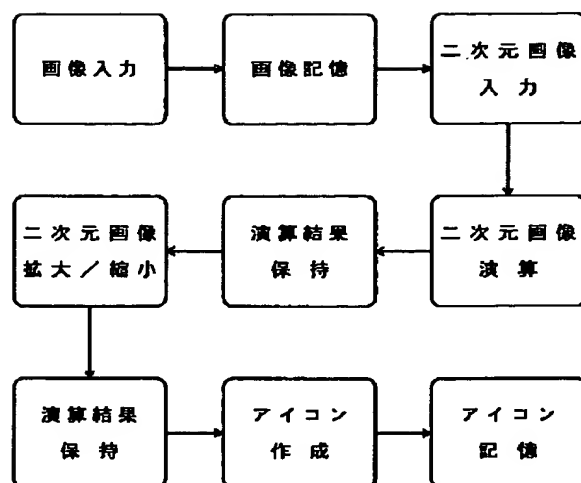 画像入力
画像記憶
二次元画像
入力
二次元画像
演算
演算結果
保持
二次元画像
拡大／縮小
演算結果
保持
アイコン
作成
アイコン
記憶